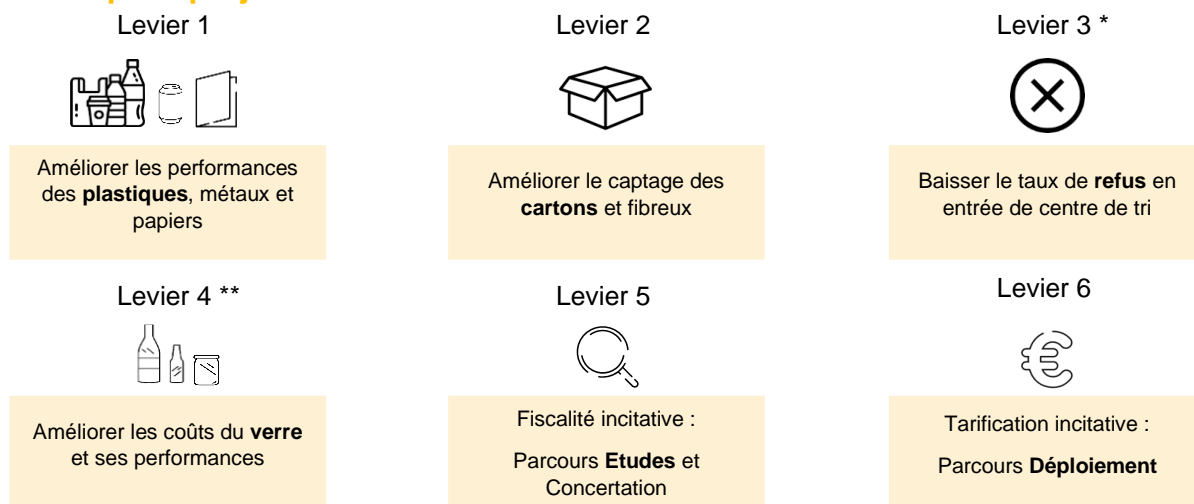 Levier 1
Levier 2
Levier 3 *
Améliorer les performances
des plastiques, métaux et
papiers
Améliorer le captage des
cartons et fibreux
Baisser le taux de refus en
entrée de centre de tri
Levier 4 **
Levier 5
Levier 6
Améliorer les coûts du verre
et ses performances
Fiscalité incitative :
Parcours Etudes et
Concertation
Tarification incitative :
Parcours Déploiement